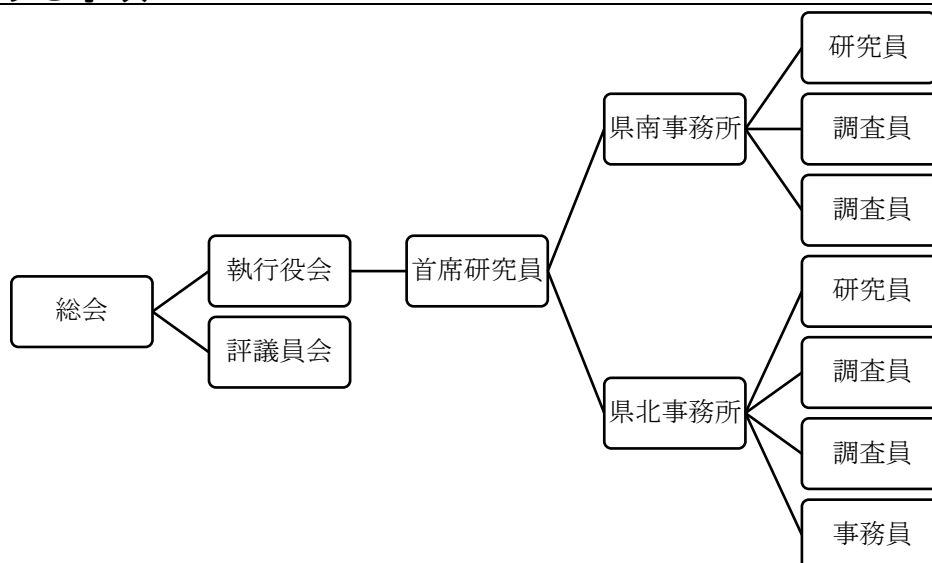 総会
執行役会
評議員会
首席研究員
県南事務所
研究員
調査員
調査員
県北事務所
研究員
調査員
調査員
事務員